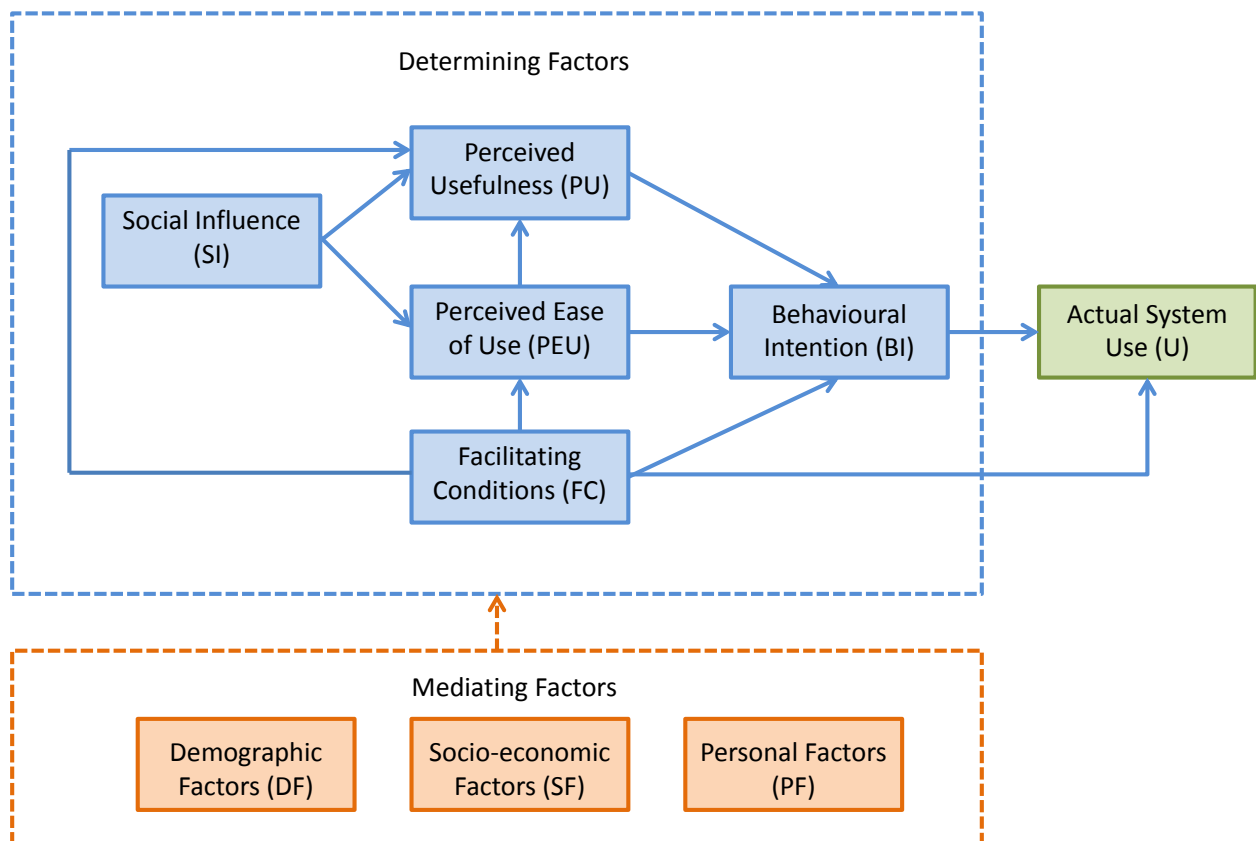 Determining Factors
Perceived
Usefulness (PU)
Social Influence
(SI)
Perceived Ease
of Use (PEU)
Behavioural
Intention (BI)
Actual System
Use (U)
Facilitating
Conditions (FC)
Mediating Factors
Demographic
Factors (DF)
Socio-economic
Factors (SF)
Personal Factors
(PF)